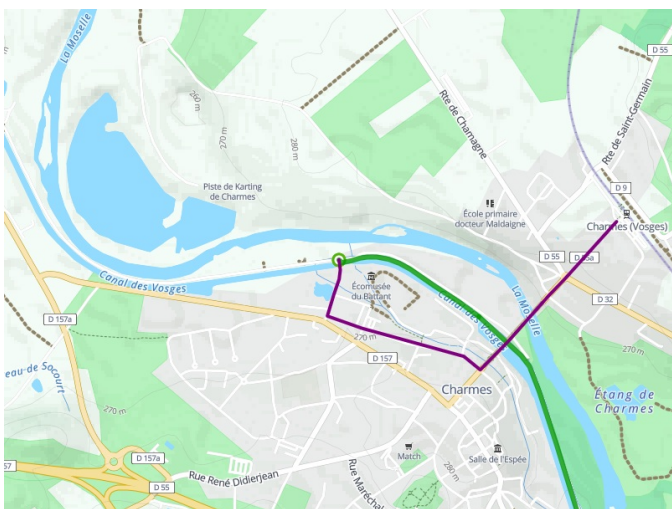 La Moselle
D 55
Rte de Saint-Germain
Rte de Chamagne
260 m
270 m
280 m
Piste de Karting
de Charmes
D 9
École primaire
docteur Maldaigne
Charmes (Vosges)
D 55
Canal des Vosges
Écomusée
du Battant
La Moselle
Canal des Vosges
D 32
D 157a
270 m
270 m
D 157
Charmes
Étang de
Charmes
eau-de Socourt
270 m
Match
Salle de l'Espée
D 157a
Rue René Didierjean
280 m
57
D 55
Rue Maréchal